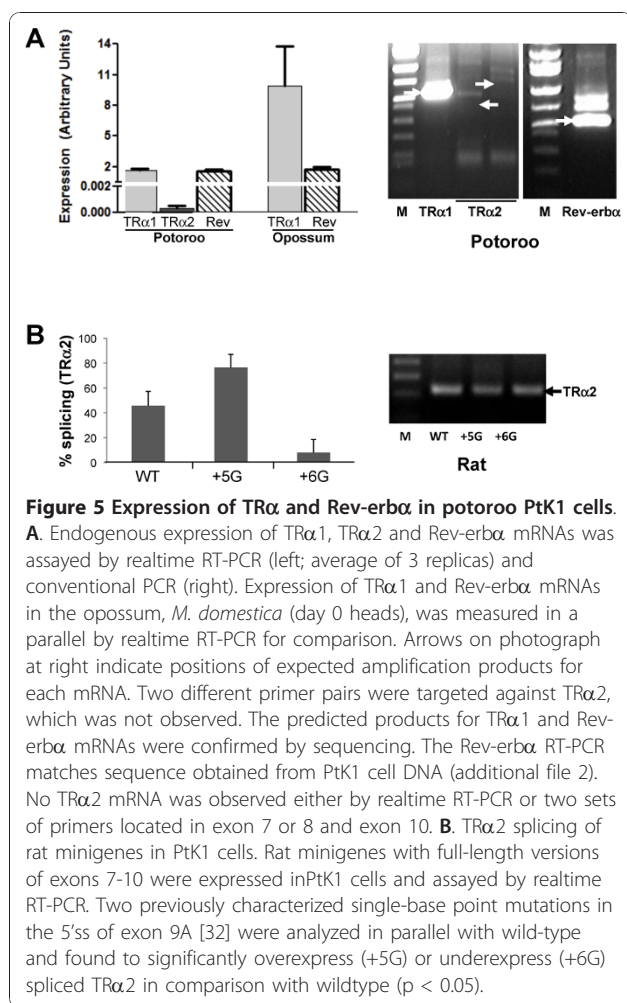 A
Expression (Arbitrary Units)
14
11
8
5
2
0.002
0.000
TRα1 TRα2 Rev TRα1 Rev
Potoroo Opossum
M TRα1 TRα2 M Rev-erbα
Potoroo
B
% splicing (TRα2)
100
80
60
40
20
0
WT +5G +6G
TRα2
M WT +5G +6G
Rat
Figure 5 Expression of TRα and Rev-erbα in potoroo PtK1 cells.
A. Endogenous expression of TRα1, TRα2 and Rev-erbα mRNAs was
assayed by realtime RT-PCR (left; average of 3 replicas) and
conventional PCR (right). Expression of TRα1 and Rev-erbα mRNAs
in the opossum, M. domestica (day 0 heads), was measured in a
parallel by realtime RT-PCR for comparison. Arrows on photograph
at right indicate positions of expected amplification products for
each mRNA. Two different primer pairs were targeted against TRα2,
which was not observed. The predicted products for TRα1 and Rev-
erbα mRNAs were confirmed by sequencing. The Rev-erbα RT-PCR
matches sequence obtained from PtK1 cell DNA (additional file 2).
No TRα2 mRNA was observed either by realtime RT-PCR or two sets
of primers located in exon 7 or 8 and exon 10. B. TRα2 splicing of
rat minigenes in PtK1 cells. Rat minigenes with full-length versions
of exons 7-10 were expressed inPtK1 cells and assayed by realtime
RT-PCR. Two previously characterized single-base point mutations in
the 5'ss of exon 9A [32] were analyzed in parallel with wild-type
and found to significantly overexpress (+5G) or underexpress (+6G)
spliced TRα2 in comparison with wildtype (p < 0.05).